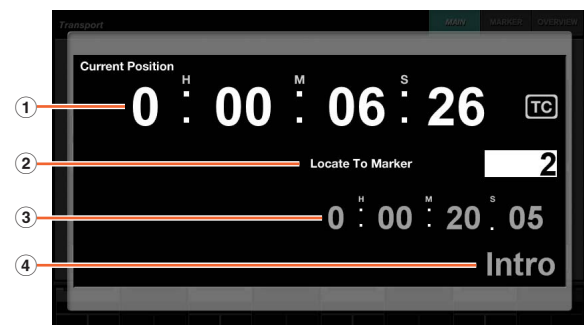 Transport MAIN MARKER OVERVIEW
Current Position
H M S
① 0 : 00 : 06 : 26 TC
② Locate To Marker 2
H M S
③ 0 : 00 : 20 . 05
④ Intro